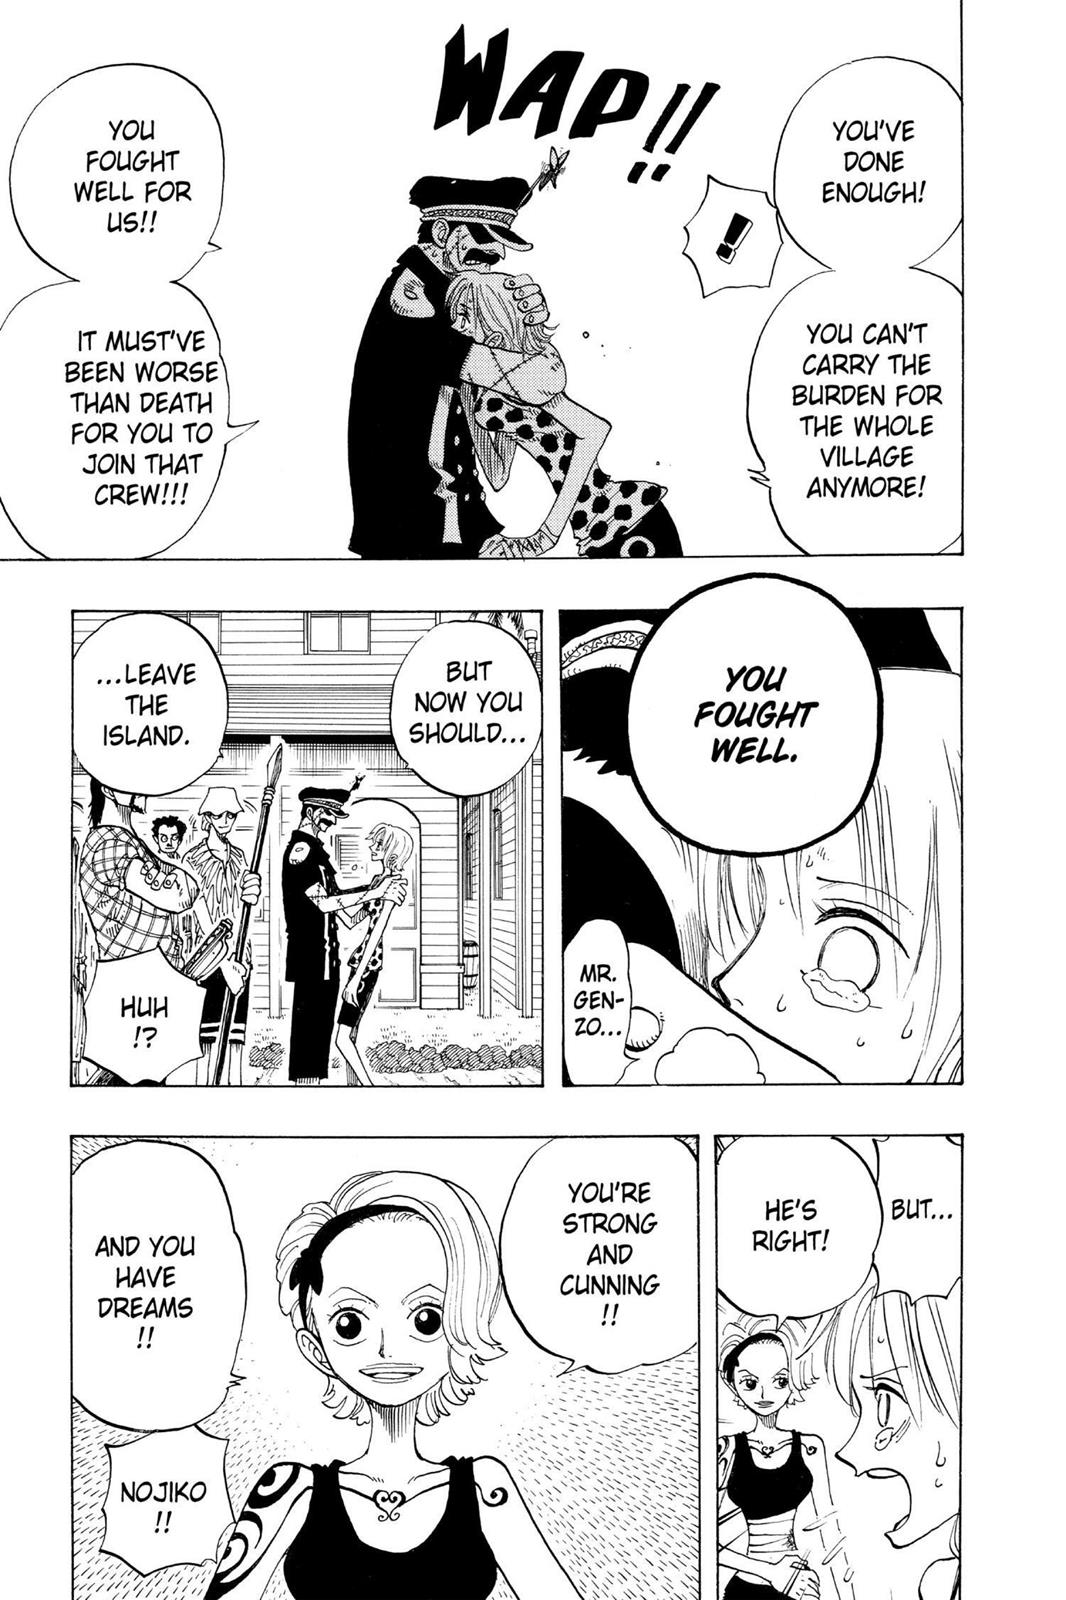 WAP!!
YOU'VE
DONE
ENOUGH!
YOU CAN'T
CARRY THE
BURDEN FOR
THE WHOLE
VILLAGE
ANYMORE!
!
YOU
FOUGHT
WELL FOR
US!!
IT MUST'VE
BEEN WORSE
THAN DEATH
FOR YOU TO
JOIN THAT
CREW!!!
YOU
FOUGHT
WELL.
MR.
GEN-
ZO...
BUT
NOW YOU
SHOULD...
...LEAVE
THE
ISLAND.
HUH
!?
BUT...
HE'S
RIGHT!
YOU'RE
STRONG
AND
CUNNING
!!
AND YOU
HAVE
DREAMS
!!
NOJIKO
!!